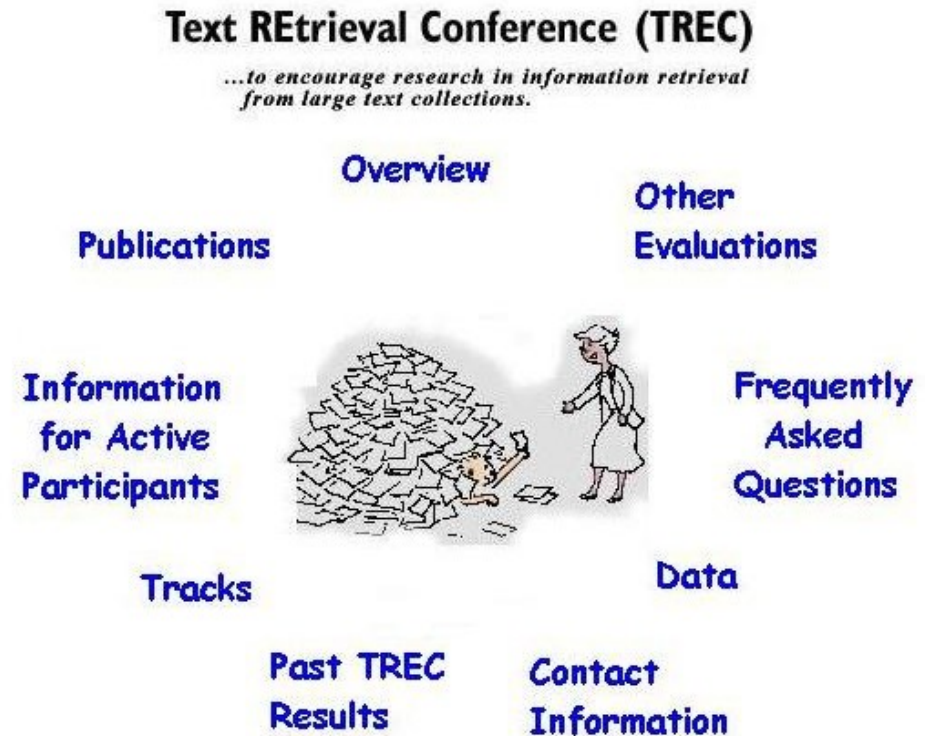 Text REtrieval Conference (TREC)
...to encourage research in information retrieval
from large text collections.
Overview
Other
Evaluations
Publications
Information
for Active
Participants
Frequently
Asked
Questions
Tracks
Data
Past TREC
Results
Contact
Information